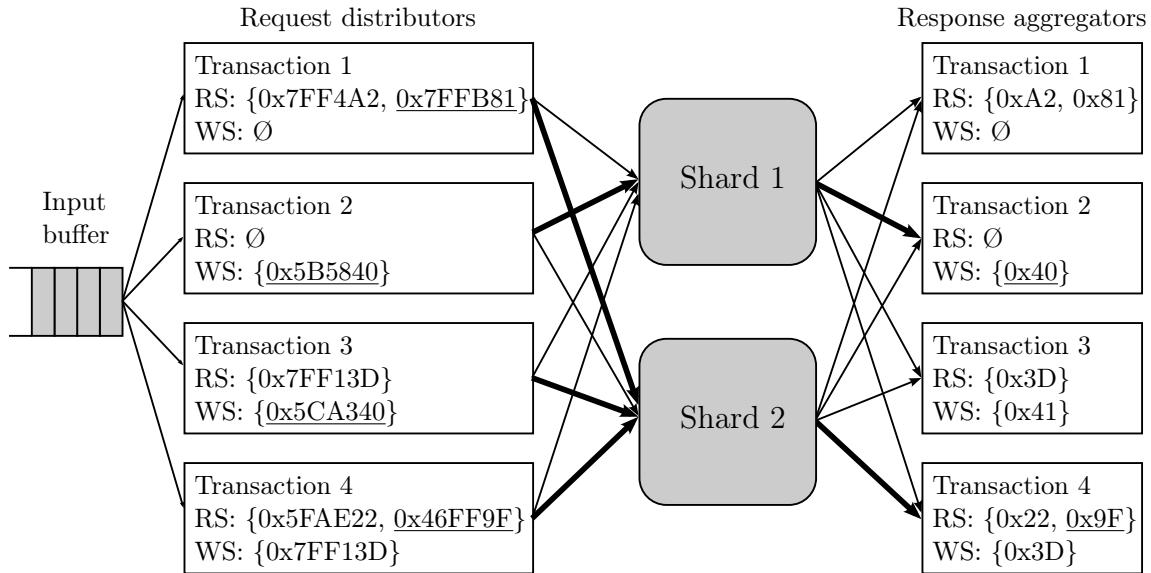 Request distributors
Response aggregators
Transaction 1
RS: {0x7FF4A2, 0x7FFB81}
WS: Ø
Transaction 2
RS: Ø
WS: {0x5B5840}
Transaction 3
RS: {0x7FF13D}
WS: {0x5CA340}
Transaction 4
RS: {0x5FAE22, 0x46FF9F}
WS: {0x7FF13D}
Input
buffer
Shard 1
Shard 2
Transaction 1
RS: {0xA2, 0x81}
WS: Ø
Transaction 2
RS: Ø
WS: {0x40}
Transaction 3
RS: {0x3D}
WS: {0x41}
Transaction 4
RS: {0x22, 0x9F}
WS: {0x3D}